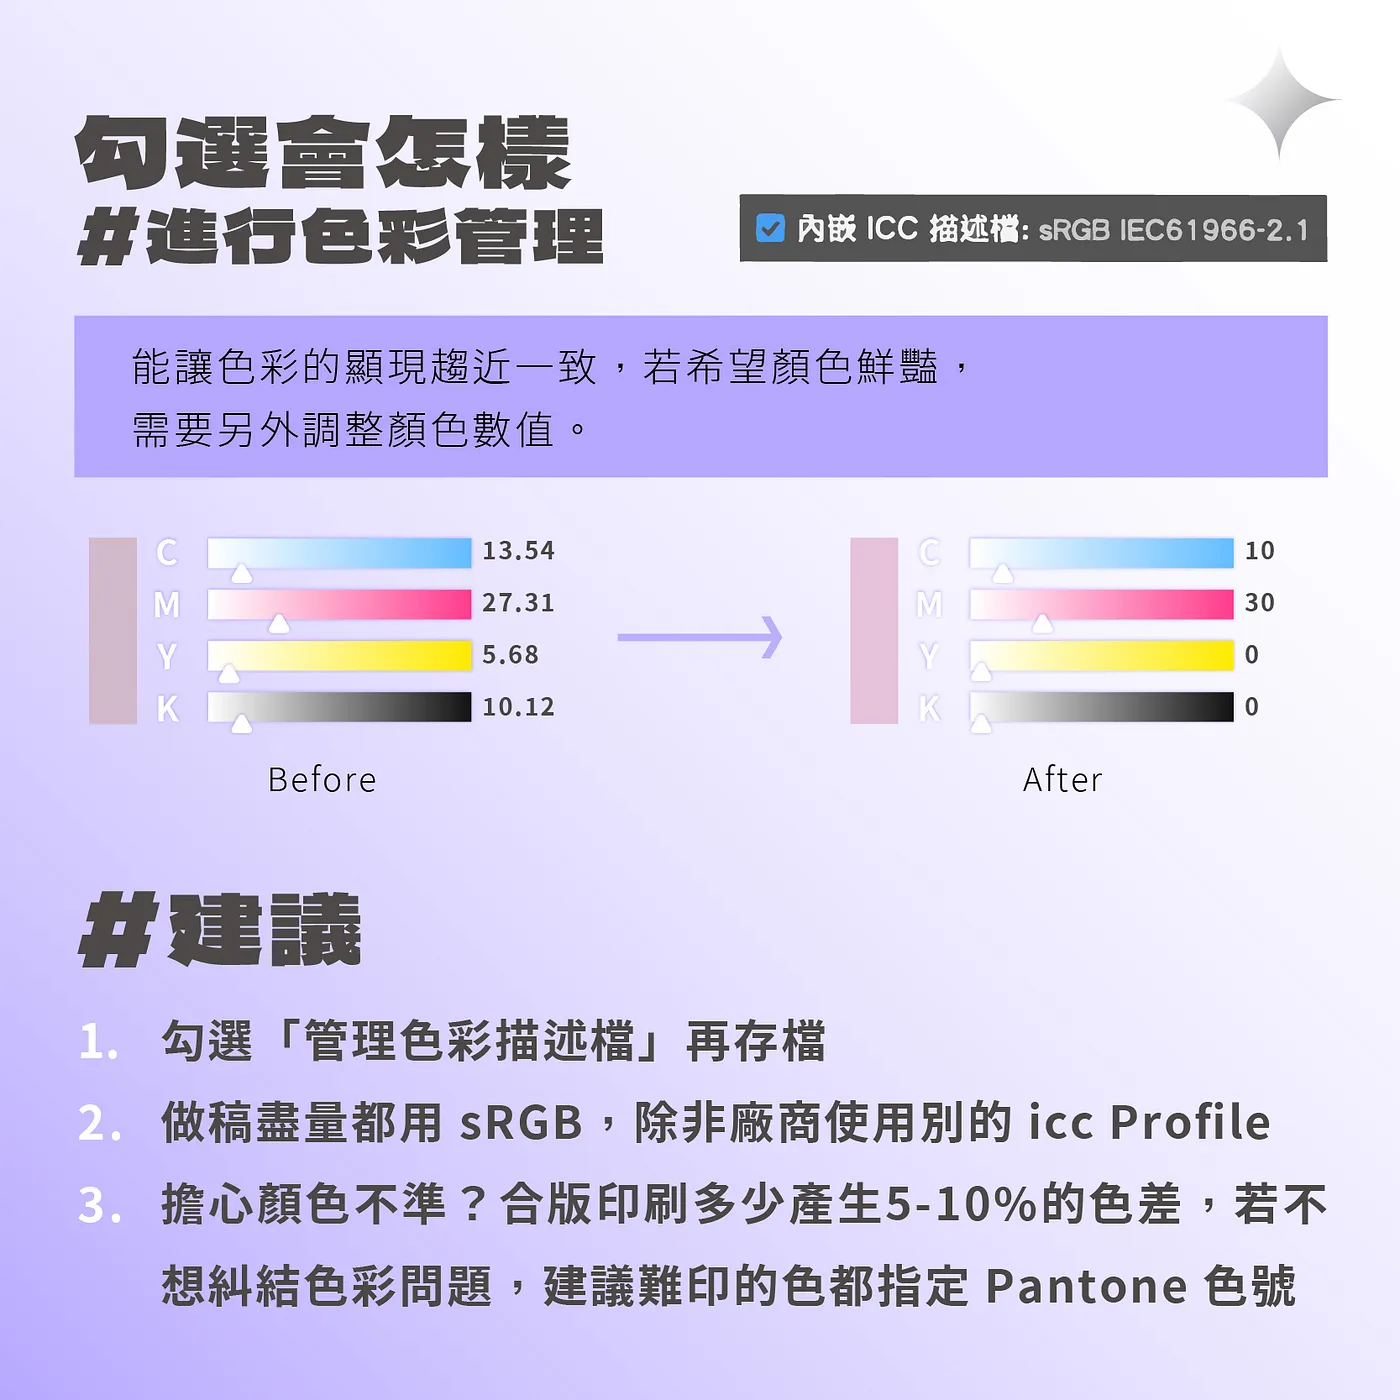 勾選會怎樣
#進行色彩管理
內嵌 ICC 描述檔: sRGB IEC61966-2.1
能讓色彩的顯現趨近一致，若希望顏色鮮豔，
需要另外調整顏色數值。
C 13.54
M 27.31
Y 5.68
K 10.12
Before
C 10
M 30
Y 0
K 0
After
#建議
1. 勾選「管理色彩描述檔」再存檔
2. 做稿盡量都用 sRGB，除非廠商使用別的 icc Profile
3. 擔心顏色不準？合版印刷多少產生5-10%的色差，若不
想糾結色彩問題，建議難印的色都指定 Pantone 色號